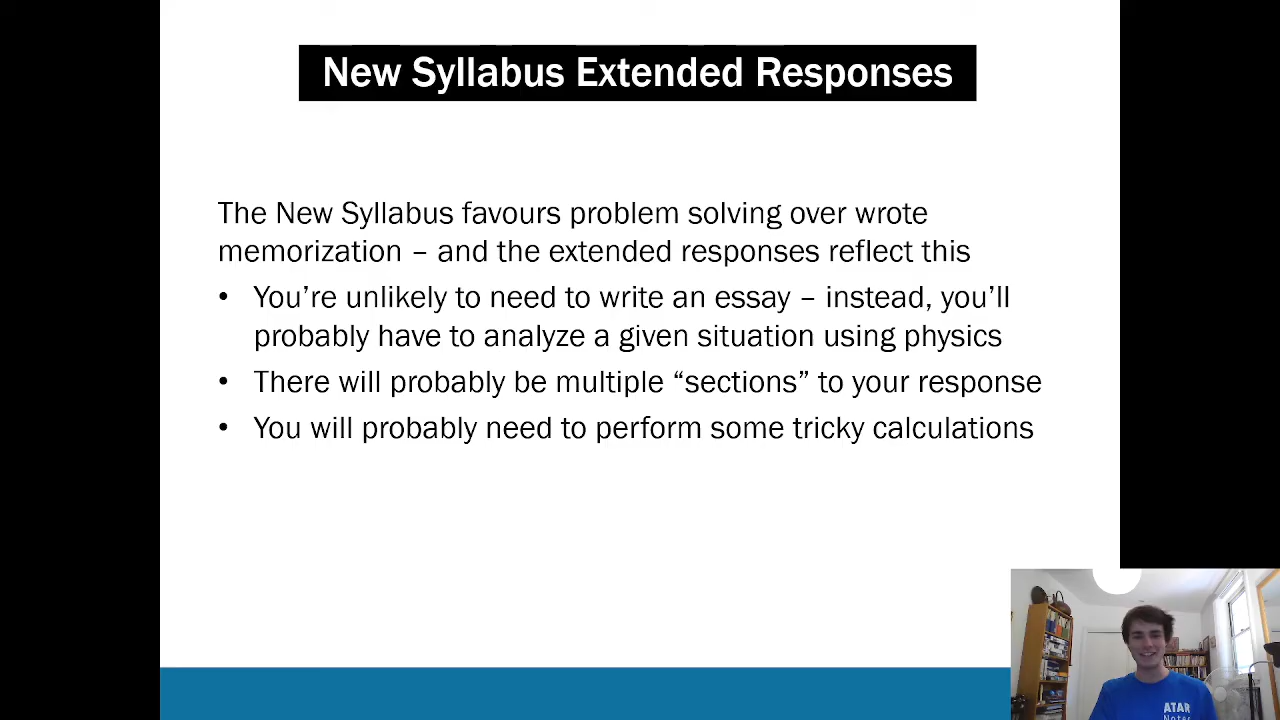 New Syllabus Extended Responses
The New Syllabus favours problem solving over wrote
memorization – and the extended responses reflect this
• You’re unlikely to need to write an essay – instead, you’ll
probably have to analyze a given situation using physics
• There will probably be multiple “sections” to your response
• You will probably need to perform some tricky calculations
ATAR
Notes